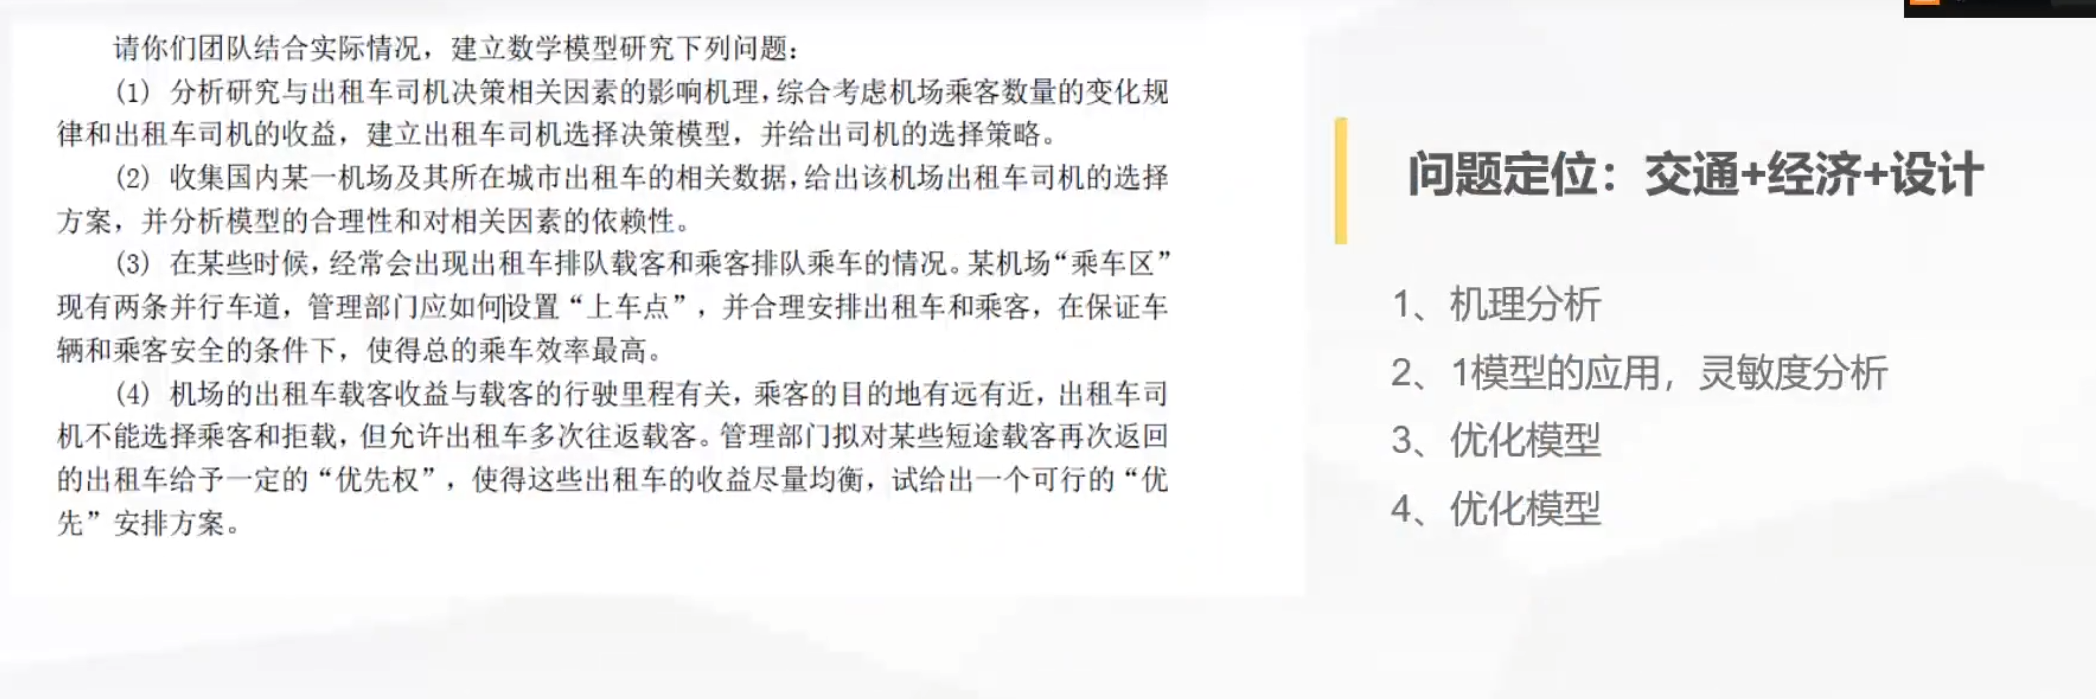 请你们团队结合实际情况，建立数学模型研究下列问题：
(1) 分析研究与出租车司机决策相关因素的影响机理，综合考虑机场乘客数量的变化规
律和出租车司机的收益，建立出租车司机选择决策模型，并给出司机的选择策略。
(2) 收集国内某一机场及其所在城市出租车的相关数据，给出该机场出租车司机的选择
方案，并分析模型的合理性和对相关因素的依赖性。
(3) 在某些时候，经常会出现出租车排队载客和乘客排队乘车的情况。某机场“乘车区”
现有两条并行车道，管理部门应如何设置“上车点”，并合理安排出租车和乘客，在保证车
辆和乘客安全的条件下，使得总的乘车效率最高。
(4) 机场的出租车载客收益与载客的行驶里程有关，乘客的目的地有远有近，出租车司
机不能选择乘客和拒载，但允许出租车多次往返载客。管理部门拟对某些短途载客再次返回
的出租车给予一定的“优先权”，使得这些出租车的收益尽量均衡，试给出一个可行的“优
先”安排方案。
问题定位：交通+经济+设计
1、机理分析
2、1模型的应用，灵敏度分析
3、优化模型
4、优化模型